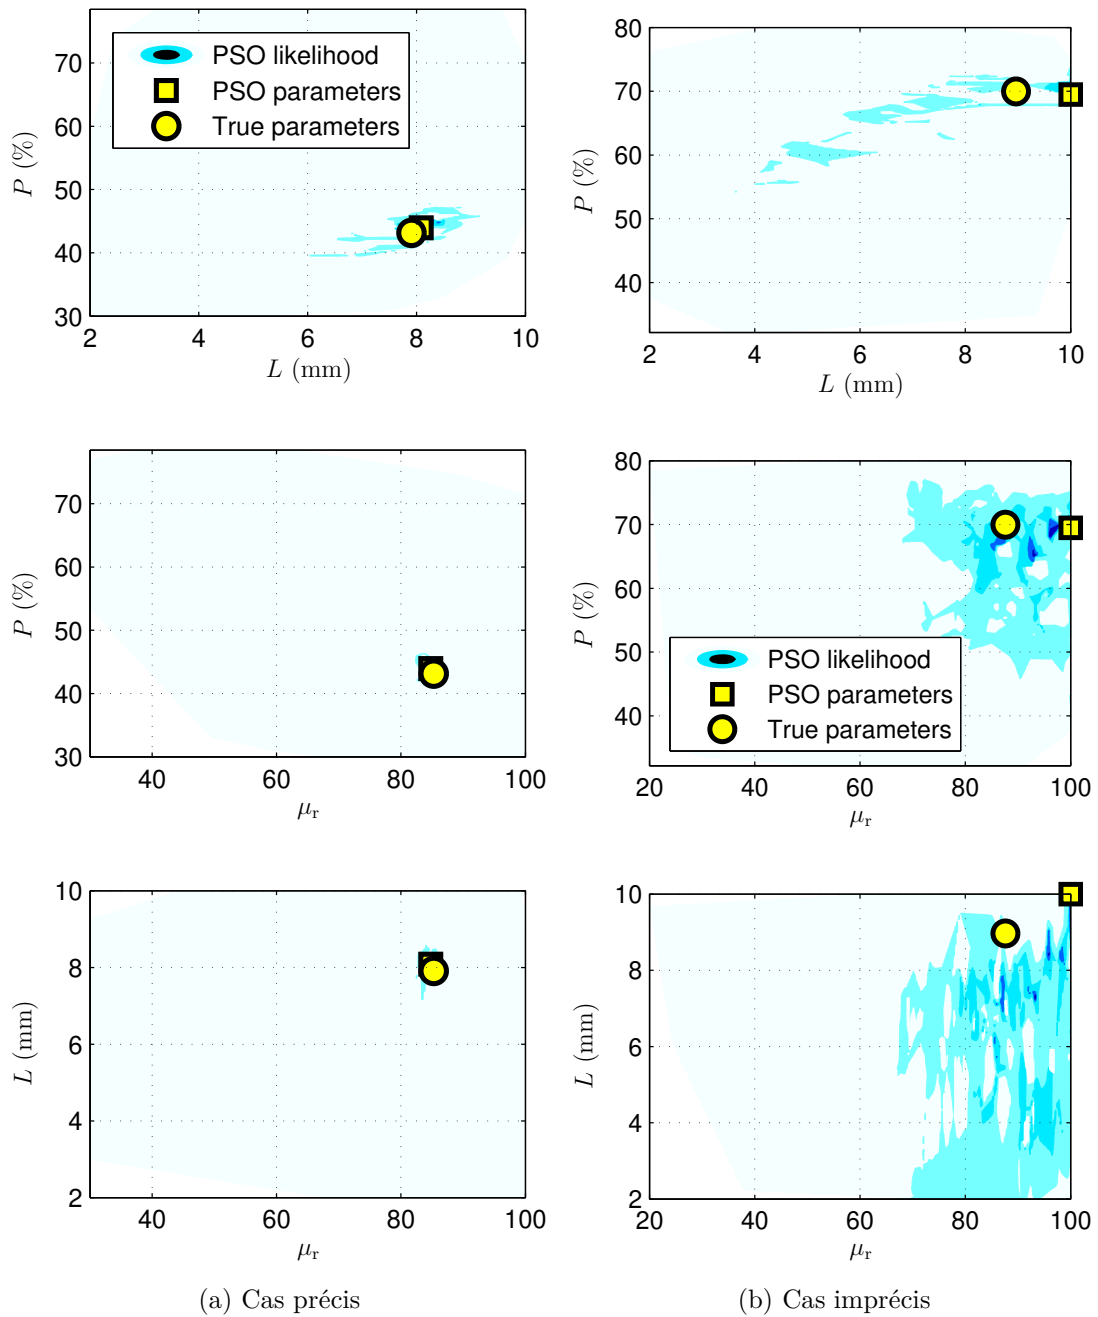 70
60
50
40
30
P (%)
2
4
6
8
10
L (mm)
PSO likelihood
PSO parameters
True parameters
80
70
60
50
40
P (%)
2
4
6
8
10
L (mm)
70
60
50
40
30
P (%)
40
60
80
100
μr
80
70
60
50
40
P (%)
20
40
60
80
100
μr
PSO likelihood
PSO parameters
True parameters
10
8
6
4
2
L (mm)
40
60
80
100
μr
10
8
6
4
2
L (mm)
20
40
60
80
100
μr
(a) Cas précis
(b) Cas imprécis